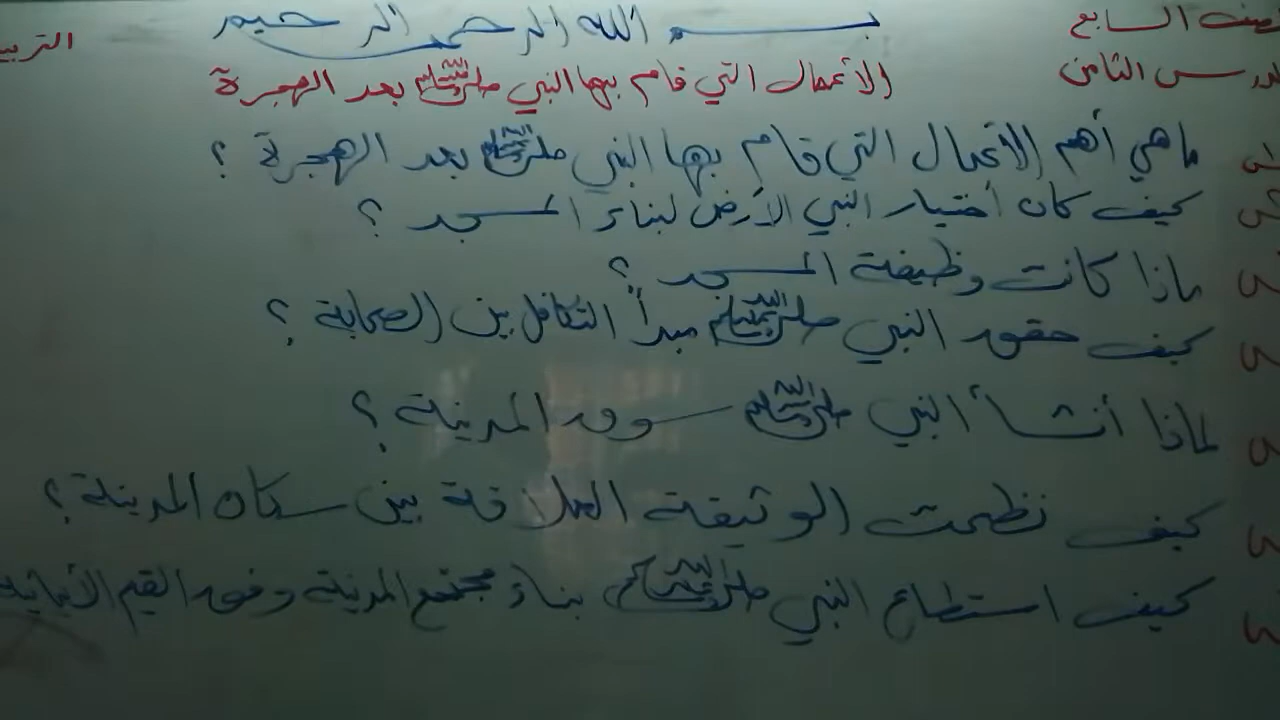 بسم الله الرحمن الرحيم
الصف السابع
التربية
الدرس الثامن
الأعمال التي قام بها النبي ﷺ بعد الهجرة
س ما هي أهم الأعمال التي قام بها النبي ﷺ بعد الهجرة ؟
س كيف كان أختيار النبي الأرض لبناء المسجد ؟
س ماذا كانت وظيفة المسجد ؟
س كيف حقق النبي ﷺ مبدأ التكافل بين الصحابة ؟
س لماذا أنشأ النبي ﷺ سوق المدينة ؟
س كيف نظمت الوثيقة العلاقة بين سكان المدينة ؟
س كيف استطاع النبي ﷺ بناء مجتمع المدينة وفق القيم